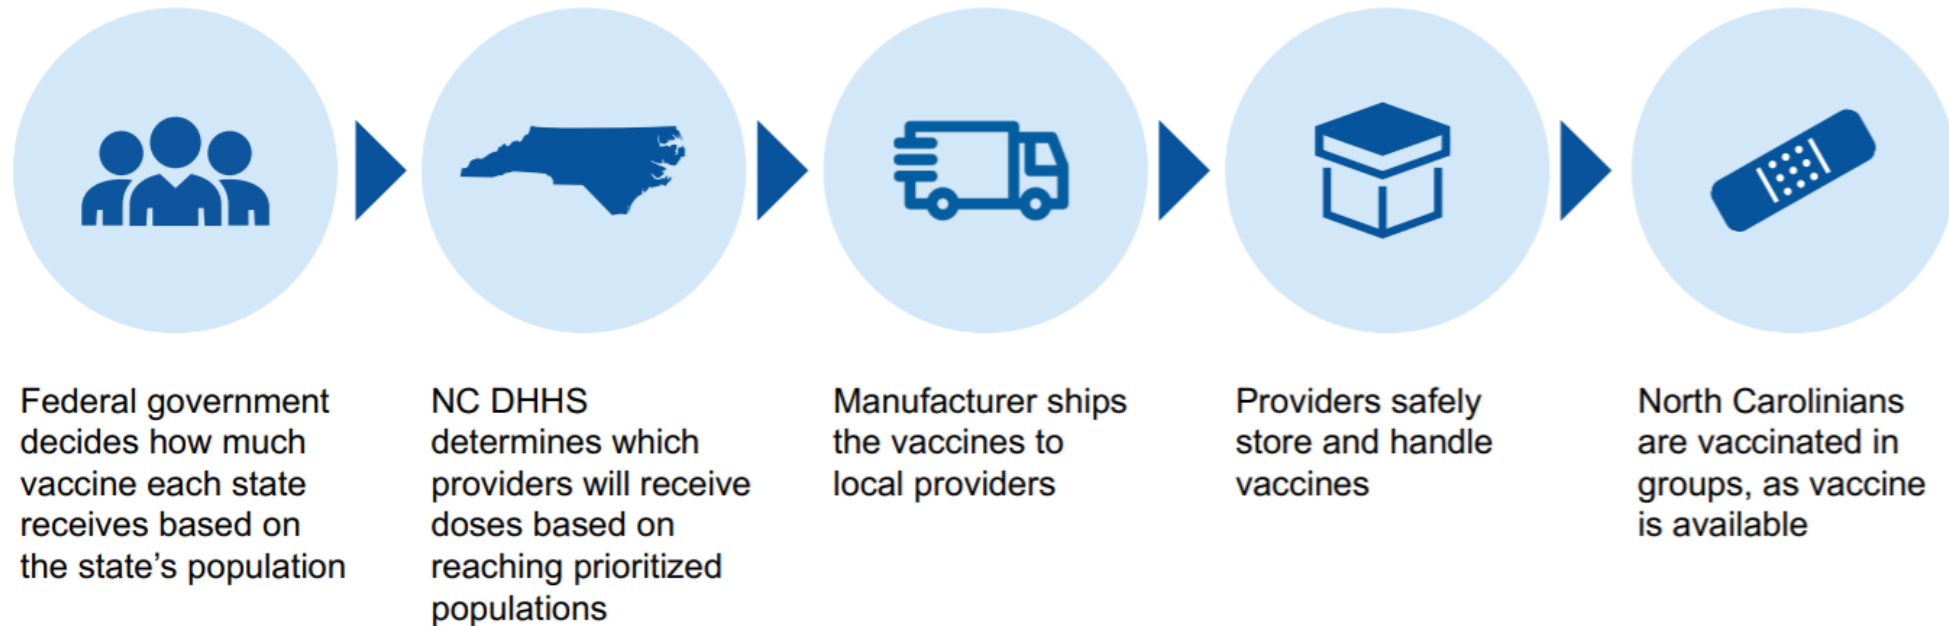 Federal government
decides how much
vaccine each state
receives based on
the state’s population
NC DHHS
determines which
providers will receive
doses based on
reaching prioritized
populations
Manufacturer ships
the vaccines to
local providers
Providers safely
store and handle
vaccines
North Carolinians
are vaccinated in
groups, as vaccine
is available